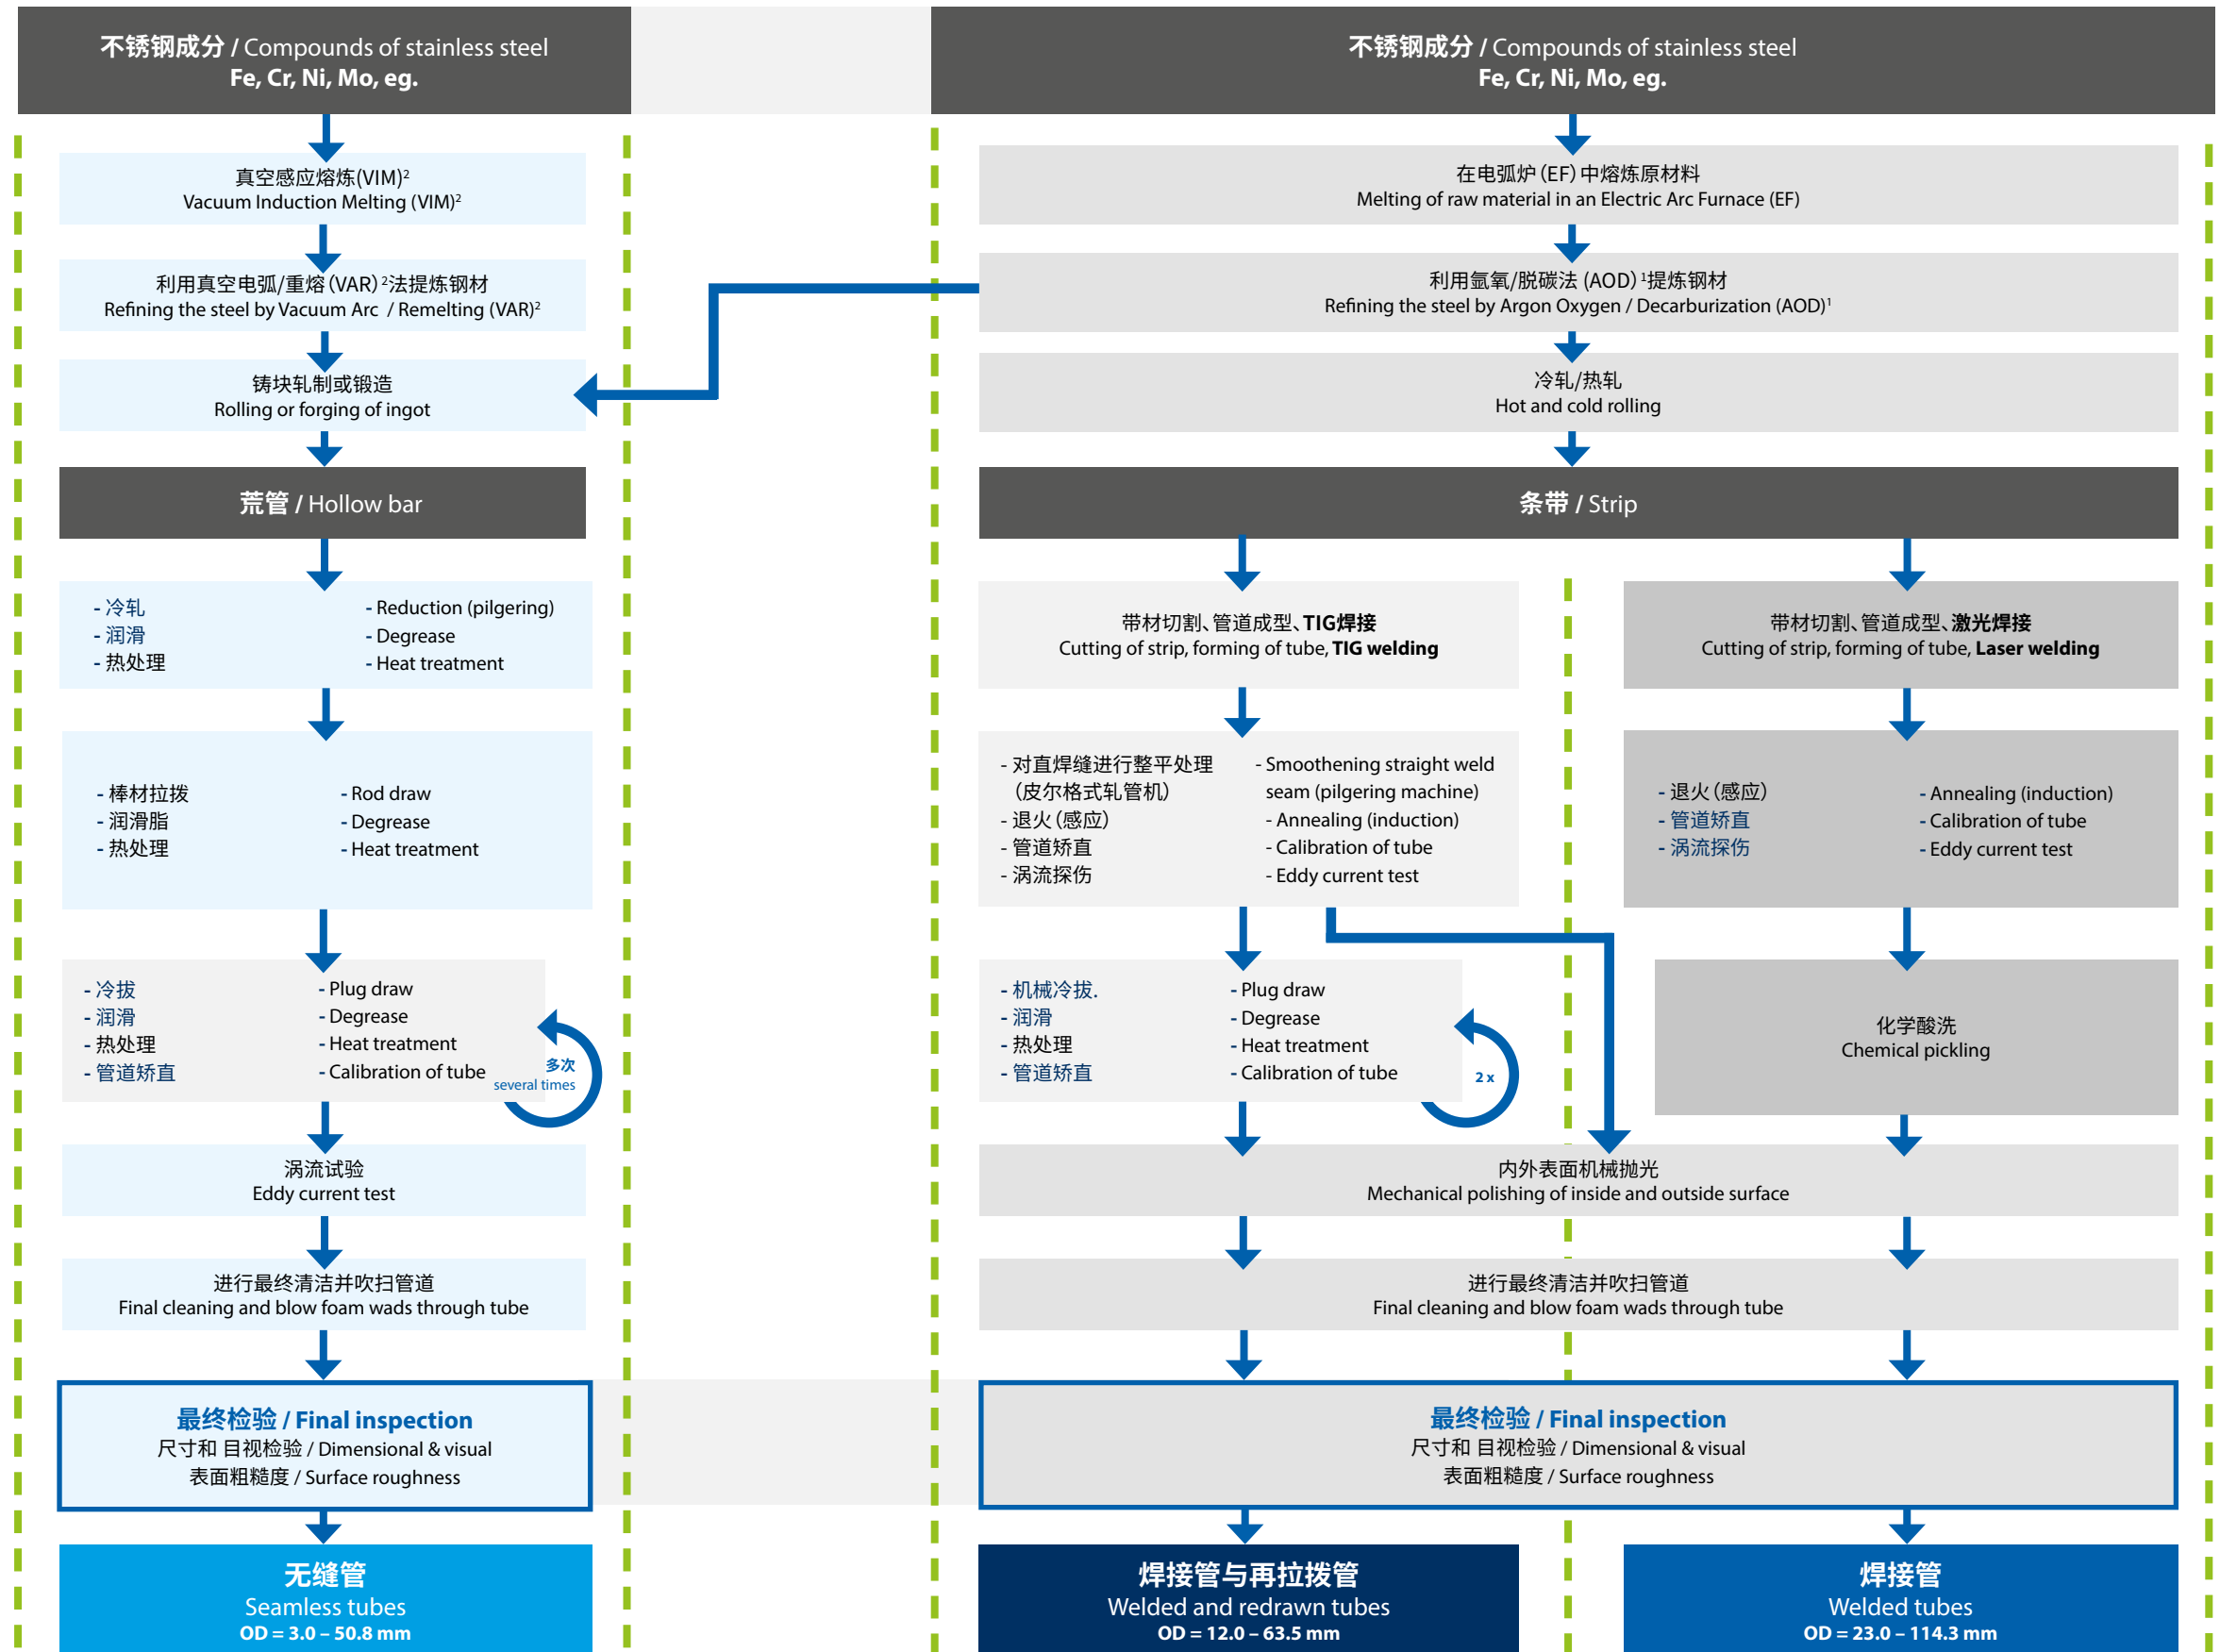 不锈钢成分 / Compounds of stainless steel
Fe, Cr, Ni, Mo, eg.
真空感应熔炼(VIM)²
Vacuum Induction Melting (VIM)²
利用真空电弧/重熔（VAR）²法提炼钢材
Refining the steel by Vacuum Arc / Remelting (VAR)²
铸块轧制或锻造
Rolling or forging of ingot
荒管 / Hollow bar
- 冷轧
- 润滑
- 热处理
- Reduction (pilgering)
- Degrease
- Heat treatment
- 棒材拉拨
- 润滑脂
- 热处理
- Rod draw
- Degrease
- Heat treatment
- 冷拔
- 润滑
- 热处理
- 管道矫直
- Plug draw
- Degrease
- Heat treatment
- Calibration of tube
多次
several times
涡流试验
Eddy current test
进行最终清洁并吹扫管道
Final cleaning and blow foam wads through tube
最终检验 / Final inspection
尺寸和 目视检验 / Dimensional & visual
表面粗糙度 / Surface roughness
无缝管
Seamless tubes
OD = 3.0 – 50.8 mm
不锈钢成分 / Compounds of stainless steel
Fe, Cr, Ni, Mo, eg.
在电弧炉（EF）中熔炼原材料
Melting of raw material in an Electric Arc Furnace (EF)
利用氩氧/脱碳法 (AOD）¹提炼钢材
Refining the steel by Argon Oxygen / Decarburization (AOD)¹
冷轧/热轧
Hot and cold rolling
条带 / Strip
带材切割、管道成型、TIG焊接
Cutting of strip, forming of tube, TIG welding
- 对直焊缝进行整平处理
（皮尔格式轧管机）
- 退火（感应）
- 管道矫直
- 涡流探伤
- Smoothening straight weld
seam (pilgering machine)
- Annealing (induction)
- Calibration of tube
- Eddy current test
- 机械冷拔.
- 润滑
- 热处理
- 管道矫直
- Plug draw
- Degrease
- Heat treatment
- Calibration of tube
2 x
带材切割、管道成型、激光焊接
Cutting of strip, forming of tube, Laser welding
- 退火（感应）
- 管道矫直
- 涡流探伤
- Annealing (induction)
- Calibration of tube
- Eddy current test
化学酸洗
Chemical pickling
内外表面机械抛光
Mechanical polishing of inside and outside surface
进行最终清洁并吹扫管道
Final cleaning and blow foam wads through tube
最终检验 / Final inspection
尺寸和 目视检验 / Dimensional & visual
表面粗糙度 / Surface roughness
焊接管与再拉拨管
Welded and redrawn tubes
OD = 12.0 – 63.5 mm
焊接管
Welded tubes
OD = 23.0 – 114.3 mm